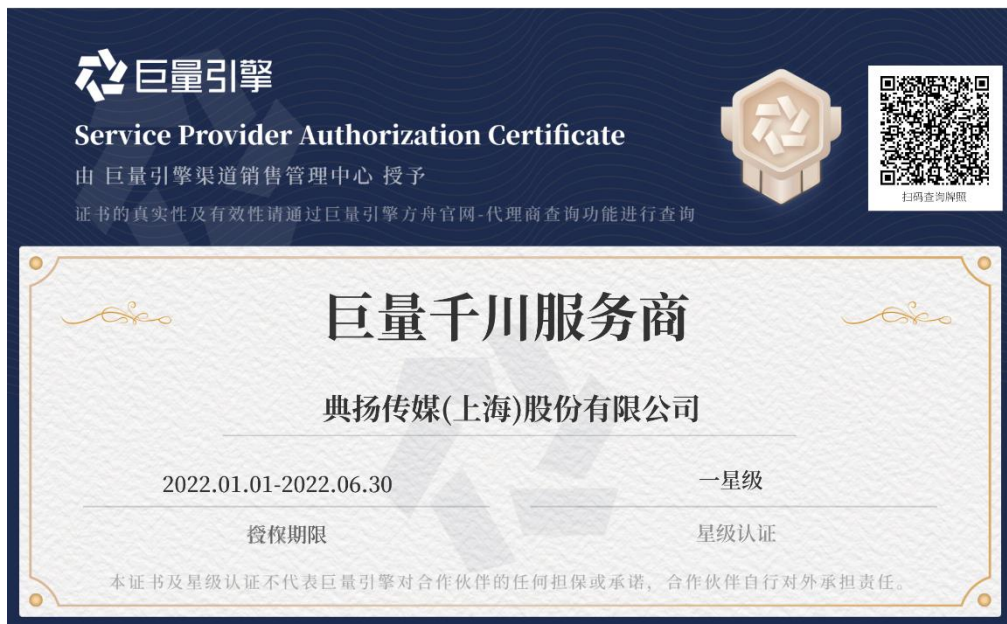 巨量引擎
Service Provider Authorization Certificate
由 巨量引擎渠道销售管理中心 授予
证书的真实性及有效性请通过巨量引擎方舟官网-代理商查询功能进行查询
扫码查询牌照
巨量千川服务商
典扬传媒(上海)股份有限公司
2022.01.01-2022.06.30
一星级
授权期限
星级认证
本证书及星级认证不代表巨量引擎对合作伙伴的任何担保或承诺，合作伙伴自行对外承担责任。